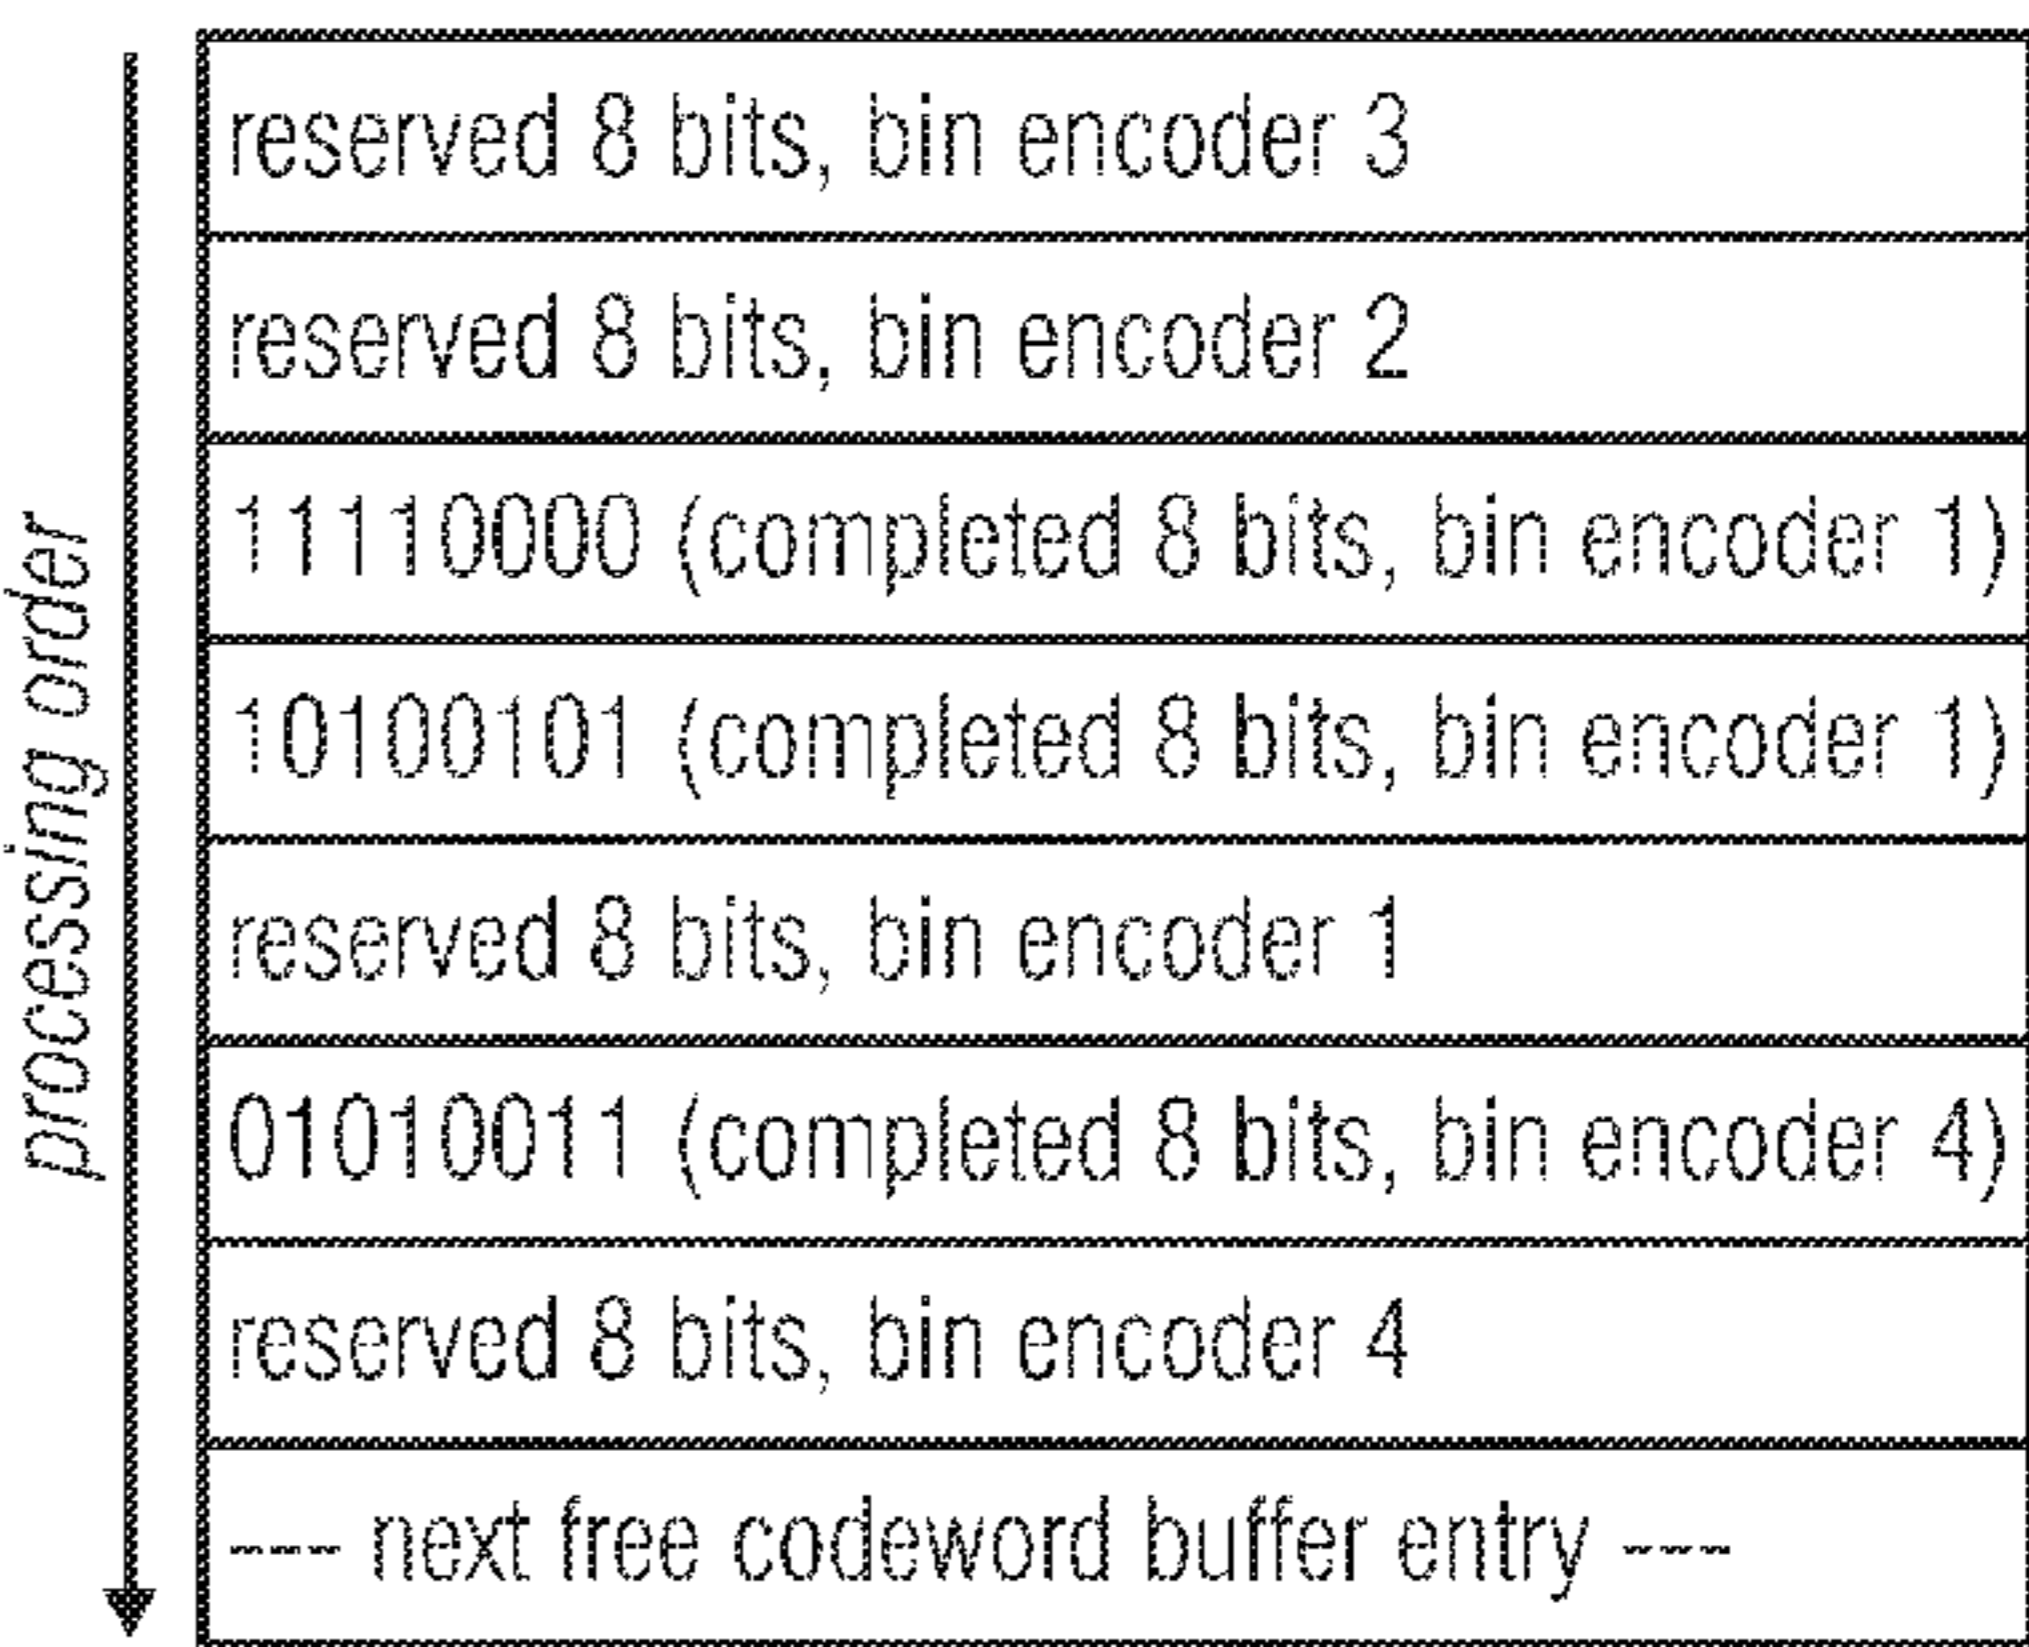 processing order
reserved 8 bits, bin encoder 3
reserved 8 bits, bin encoder 2
11110000 (completed 8 bits, bin encoder 1)
10100101 (completed 8 bits, bin encoder 1)
reserved 8 bits, bin encoder 1
01010011 (completed 8 bits, bin encoder 4)
reserved 8 bits, bin encoder 4
--- next free codeword buffer entry ---